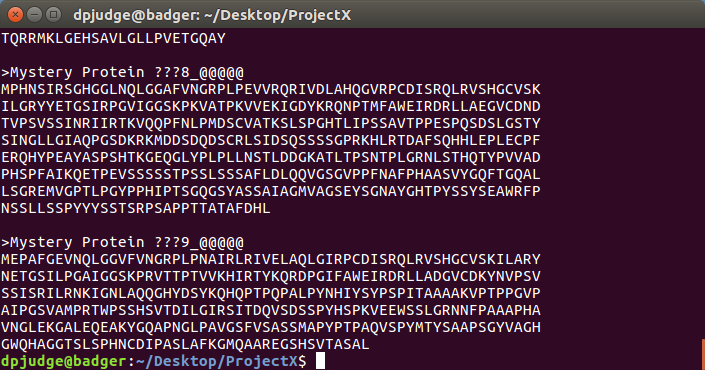 dpjudge@badger: ~/Desktop/ProjectX
TQRRMKLGEHSAVLGLLPVETGQAY
>Mystery Protein ???8_@@@@@
MPHNSIRSGHGGLNQLGGAFVNGRPLPEVVRQRIVDLAHQGVRPCDISRQLRVSHGCVSK
ILGRYYETGSIRPGVIGGSKPKVATPKVVEKIGDYKRQNPTMFAWEIRDRLLAEGVCDND
TVPSVSSINRIIRTKVQQPFNLPMDSCVATKSLSPGHTLIPSSAVTPPESPQSDSLGSTY
SINGLLGIAQPGSDKRKMDDSDQDSCRLSIDSQSSSSGPRKHLRTDAFSQHHLEPLECPF
ERQHYPEAYASPSHTKGEQGLYPLPLLNSTLDDGKATLTPSNTPLGRNLSTHQTYPVVAD
PHSPFAIKQETPEVSSSSSTPSSLSSSAFLDLQQVGSGVPPFNAFPHAASVYGQFTGQAL
LSGREMVGPTLPGYPPHIPTSGQGSYASSAIAGMVAGSEYSGNAYGHTPYSSYSEAWRFP
NSSLLSSPYYYSSTSRPSAPPTTATAFDHL
>Mystery Protein ???9_@@@@@
MEPAFGEVNQLGGVFVNGRPLPNAIRLRIVELAQLGIRPCDISRQLRVSHGCVSKILARY
NETGSILPGAIGGSKPRVTTPTVVKHIRTYKQRDPGIFAWEIRDRLLADGVCDKYNVPSV
SSISRILRNKIGNLAQQGHYDSYKQHQPTPQPALPYNHIYSYPSPITAAAAKVPTPPGVP
AIPGSVAMPRTWPSSHSVTDILGIRSITDQVSDSSPYHSPKVEEWSSLGRNNFPAAAPHA
VNGLEKGALEQEAKYGQAPNGLPAVGSFVSASSMAPYPTPAQVSPYMTYSAAPSGYVAGH
GWQHAGGTSLSPHNCDIPASLAFKGMQAAREGSHSVTASAL
dpjudge@badger:~/Desktop/ProjectX$